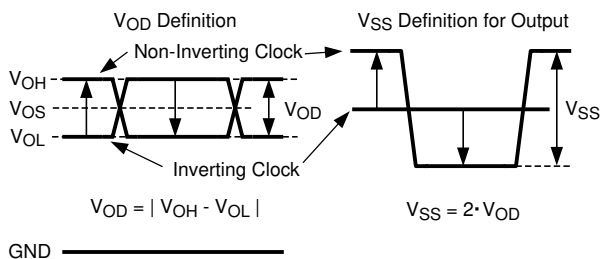 VOD Definition
VSS Definition for Output
Non-Inverting Clock
VOH
VOS
VOL
VOD
VSS
Inverting Clock
VOD = | VOH - VOL |
VSS = 2· VOD
GND